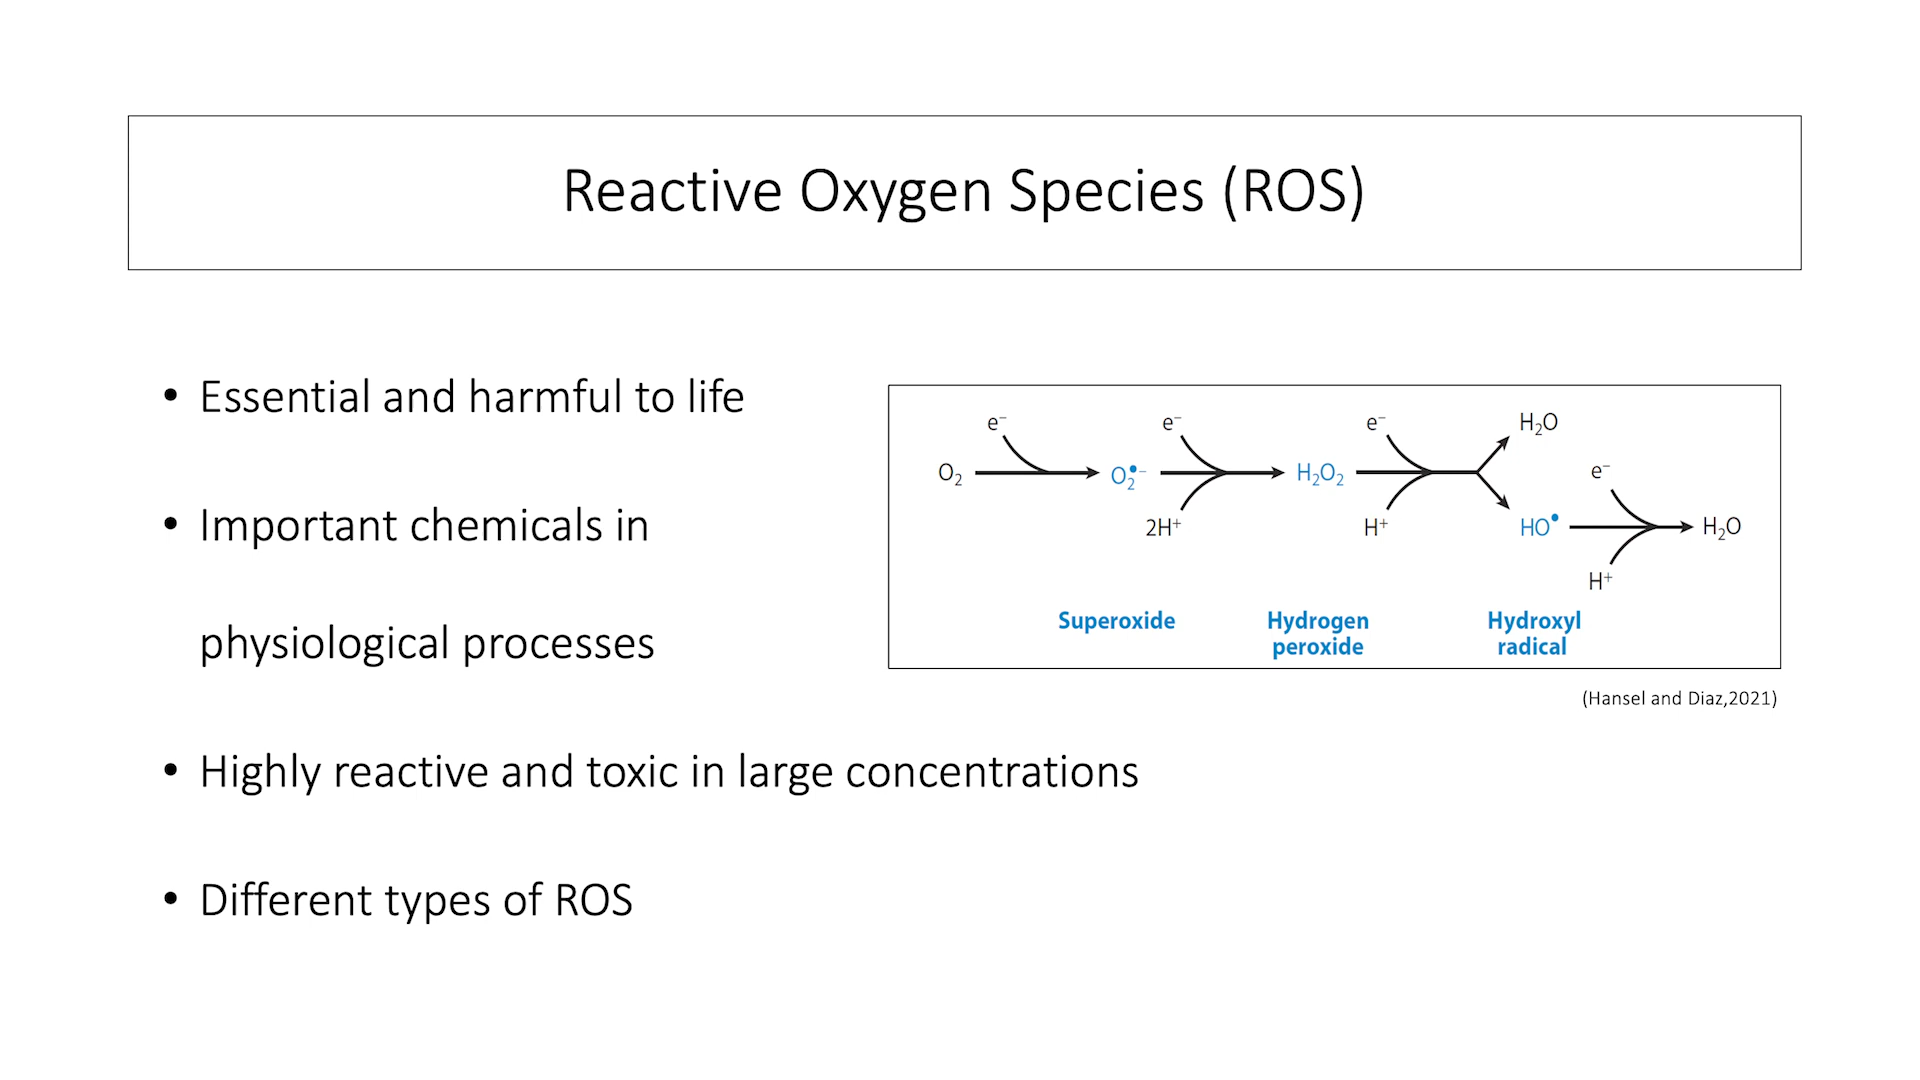 Reactive Oxygen Species (ROS)
• Essential and harmful to life
• Important chemicals in
physiological processes
• Highly reactive and toxic in large concentrations
• Different types of ROS
e⁻ e⁻ e⁻ H₂O
O₂ O₂•⁻ H₂O₂ e⁻
2H⁺ H⁺ HO• H₂O
H⁺
Superoxide Hydrogen Hydroxyl
peroxide radical
(Hansel and Diaz,2021)